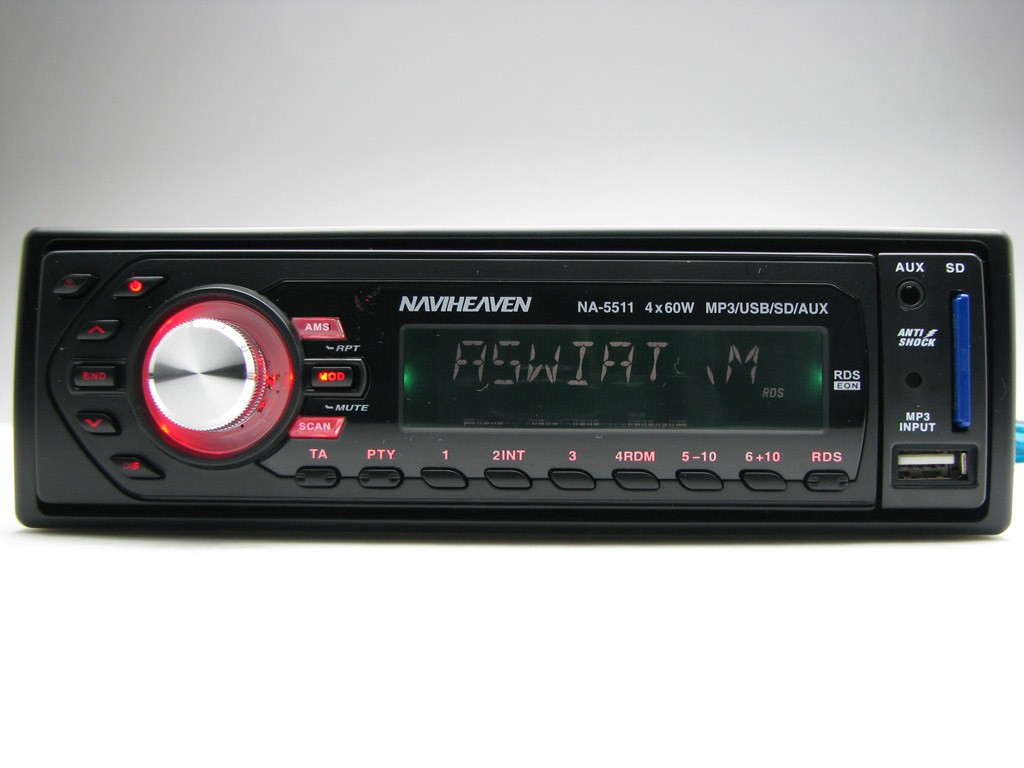 NAVIHEAVEN NA-5511 4x60W MP3/USB/SD/AUX
AUX SD
AMS
RPT
BND
MOD
MUTE
SCAN
ASWIAT .M
RDS
RDS
EON
ANTI
SHOCK
MP3
INPUT
TA PTY 1 2INT 3 4RDM 5-10 6+10 RDS